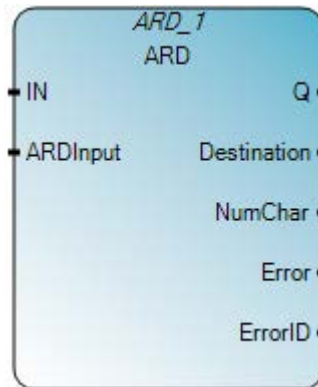 ARD_1
ARD
IN
Q
ARDInput
Destination
NumChar
Error
ErrorID